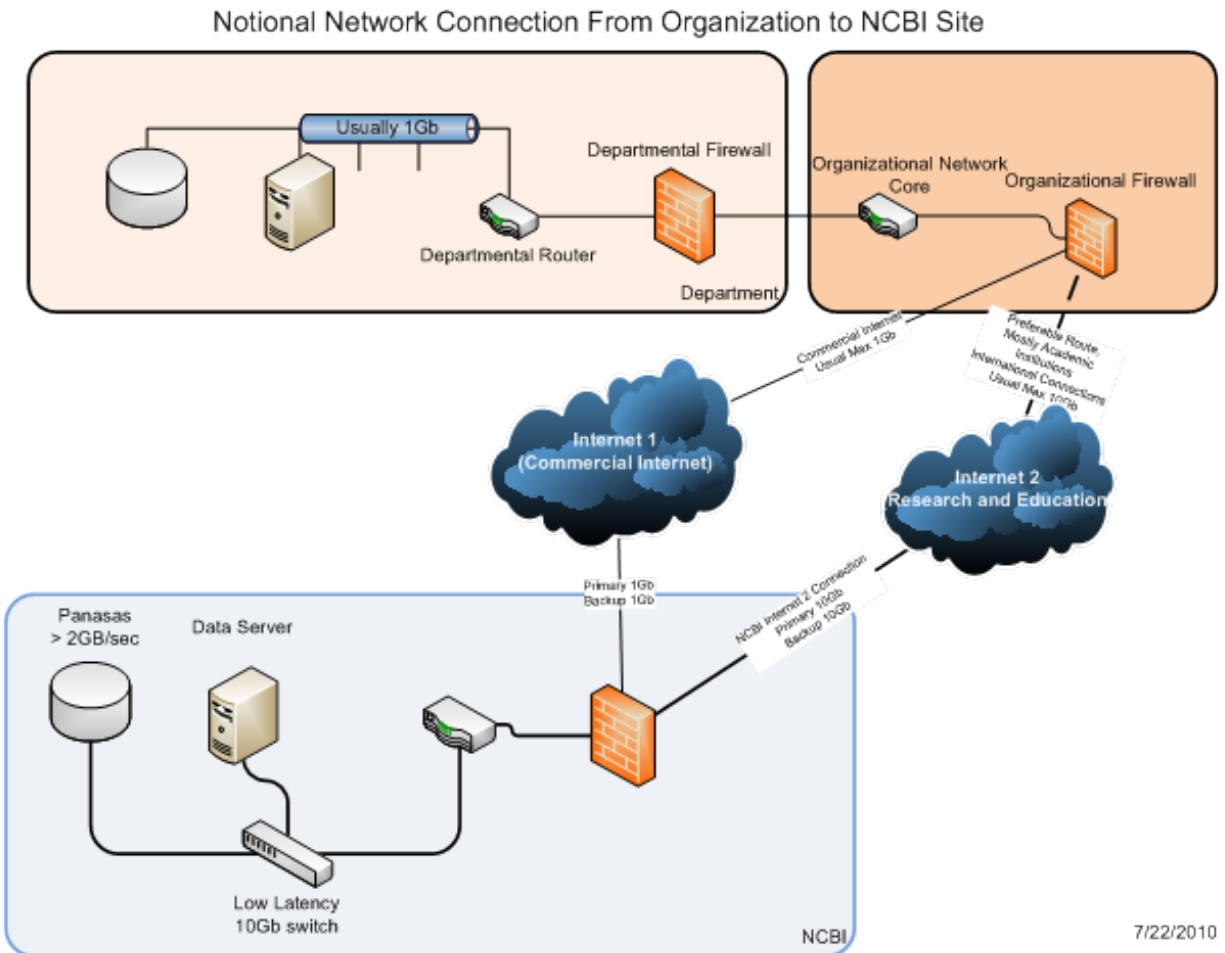 Notional Network Connection From Organization to NCBI Site
Usually 1Gb
Departmental Firewall
Departmental Router
Department
Organizational Network
Core
Organizational Firewall
Commercial Internet
Usual Max 1Gb
Preferable Route,
Mostly Academic
Institutions
International Connections
Usual Max 10Gb
Internet 1
(Commercial Internet)
Internet 2
Research and Education
Primary 1Gb
Backup 1Gb
NCBI Internet 2 Connection
Primary 10Gb
Backup 10Gb
Panasas
> 2GB/sec
Data Server
Low Latency
10Gb switch
NCBI
7/22/2010